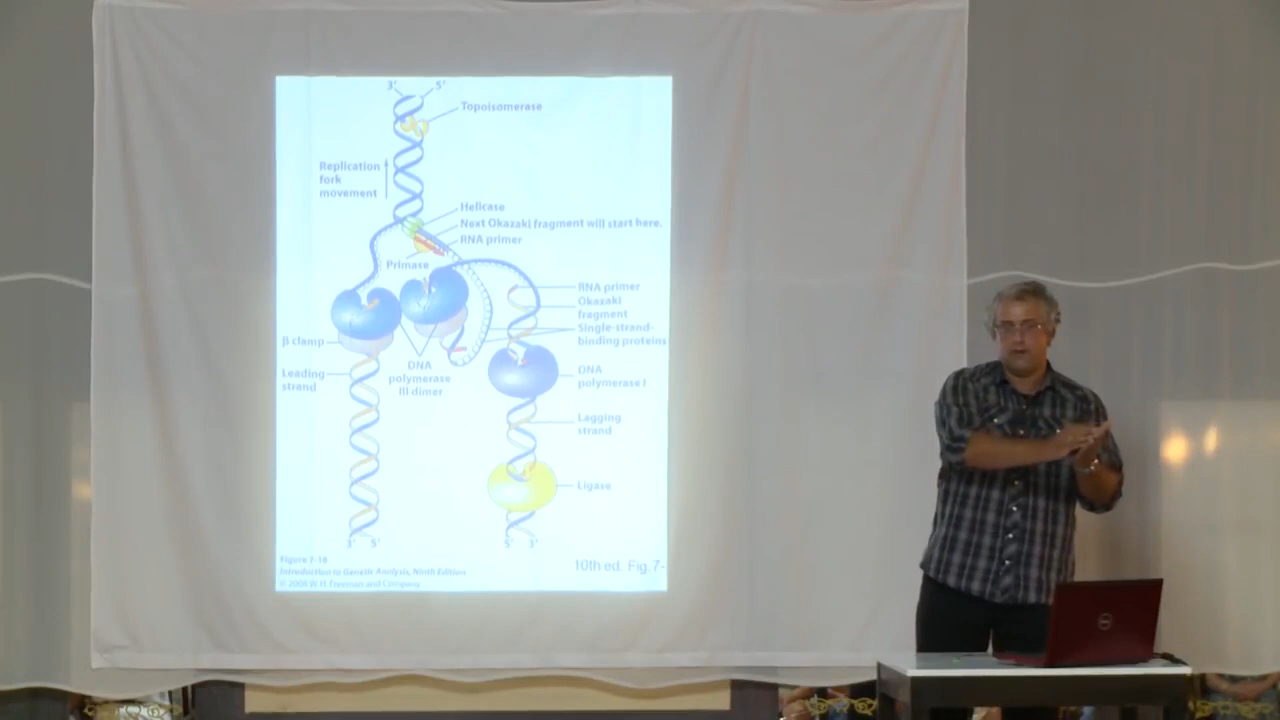 3' 5'
Topoisomerase
Replication
fork
movement
Helicase
Next Okazaki fragment will start here.
RNA primer
Primase
RNA primer
Okazaki
fragment
Single-strand-
binding proteins
β clamp
Leading
strand
DNA
polymerase
III dimer
DNA
polymerase I
Lagging
strand
Ligase
3' 5'
5' 3'
Figure 7-18
Introduction to Genetic Analysis, Ninth Edition
© 2008 W. H. Freeman and Company
10th ed. Fig.7-
DELL